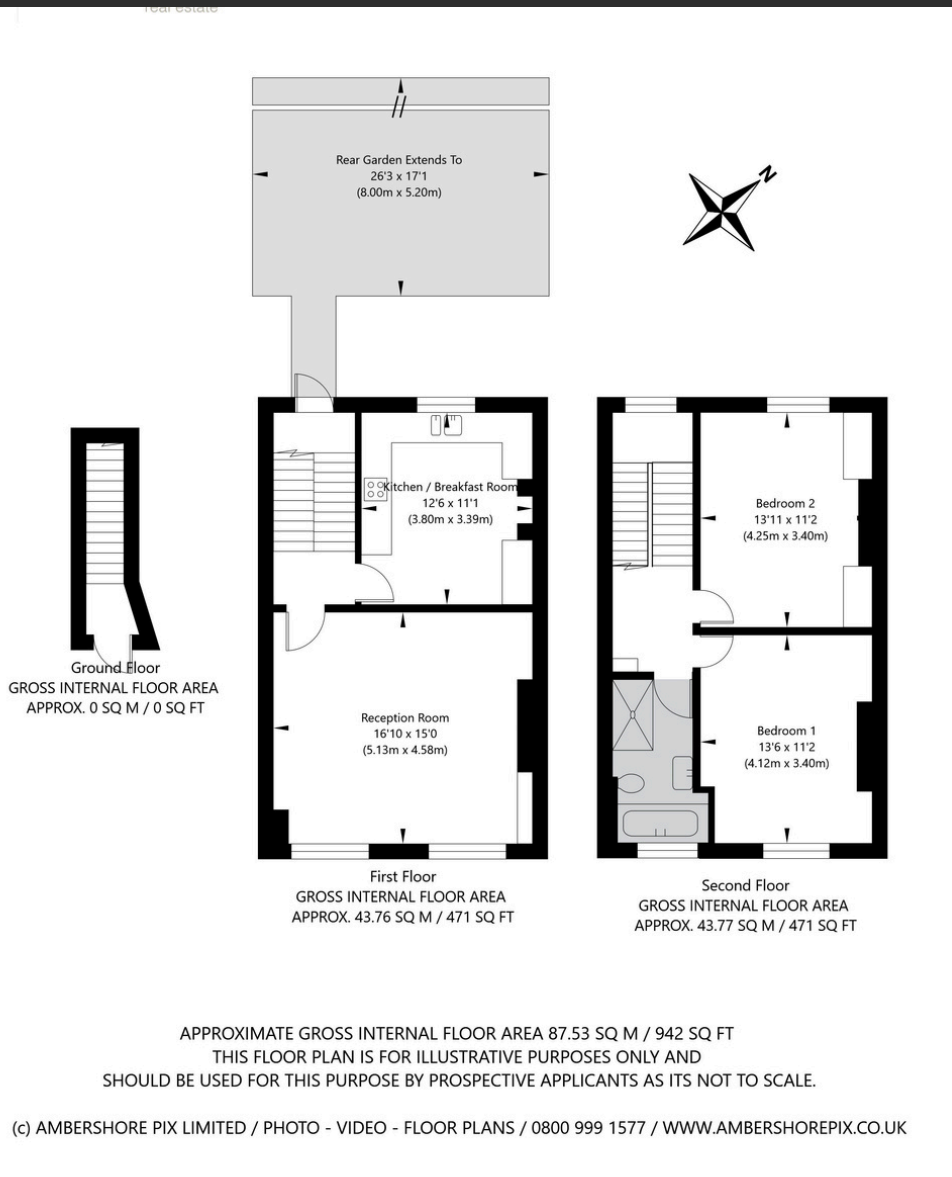 real estate
Rear Garden Extends To
26'3 x 17'1
(8.00m x 5.20m)
N
Kitchen / Breakfast Room
12'6 x 11'1
(3.80m x 3.39m)
Bedroom 2
13'11 x 11'2
(4.25m x 3.40m)
Ground Floor
GROSS INTERNAL FLOOR AREA
APPROX. 0 SQ M / 0 SQ FT
Reception Room
16'10 x 15'0
(5.13m x 4.58m)
Bedroom 1
13'6 x 11'2
(4.12m x 3.40m)
First Floor
GROSS INTERNAL FLOOR AREA
APPROX. 43.76 SQ M / 471 SQ FT
Second Floor
GROSS INTERNAL FLOOR AREA
APPROX. 43.77 SQ M / 471 SQ FT
APPROXIMATE GROSS INTERNAL FLOOR AREA 87.53 SQ M / 942 SQ FT
THIS FLOOR PLAN IS FOR ILLUSTRATIVE PURPOSES ONLY AND
SHOULD BE USED FOR THIS PURPOSE BY PROSPECTIVE APPLICANTS AS ITS NOT TO SCALE.
(c) AMBERSHORE PIX LIMITED / PHOTO - VIDEO - FLOOR PLANS / 0800 999 1577 / WWW.AMBERSHOREPIX.CO.UK